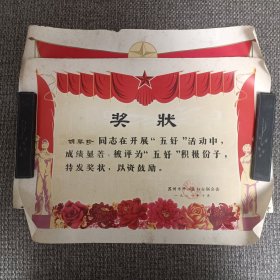 奖状
同志在开展“五好”活动中，
成绩显著，被评为“五好”积极份子，
特发奖状，以资鼓励。